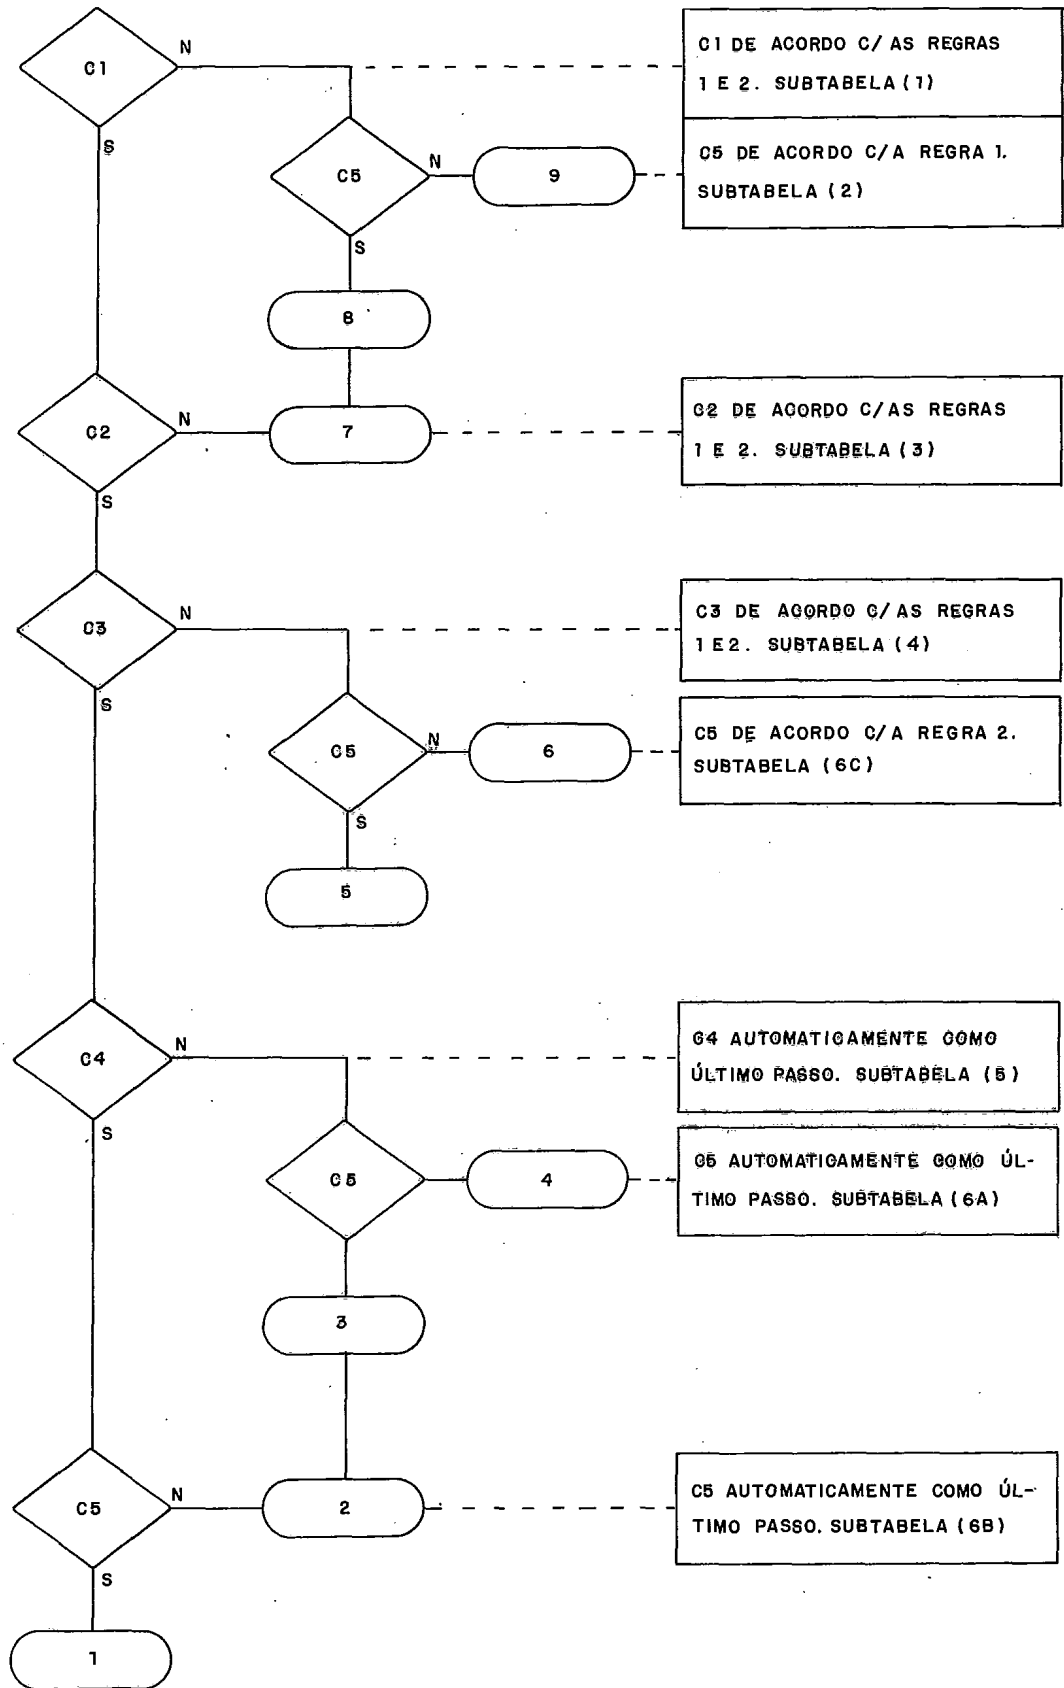 C1
N
S
C1 DE ACORDO C/ AS REGRAS
1 E 2. SUBTABELA (1)
C5
N
S
9
C5 DE ACORDO C/A REGRA 1.
SUBTABELA (2)
8
C2
N
S
7
C2 DE ACORDO C/AS REGRAS
1 E 2. SUBTABELA (3)
C3
N
S
C3 DE ACORDO C/AS REGRAS
1 E 2. SUBTABELA (4)
C5
N
S
6
C5 DE ACORDO C/A REGRA 2.
SUBTABELA (6C)
5
C4
N
S
C4 AUTOMATICAMENTE COMO
ÚLTIMO PASSO. SUBTABELA (5)
C5
4
C5 AUTOMATICAMENTE COMO ÚL-
TIMO PASSO. SUBTABELA (6A)
3
C5
N
S
2
C5 AUTOMATICAMENTE COMO ÚL-
TIMO PASSO. SUBTABELA (6B)
1